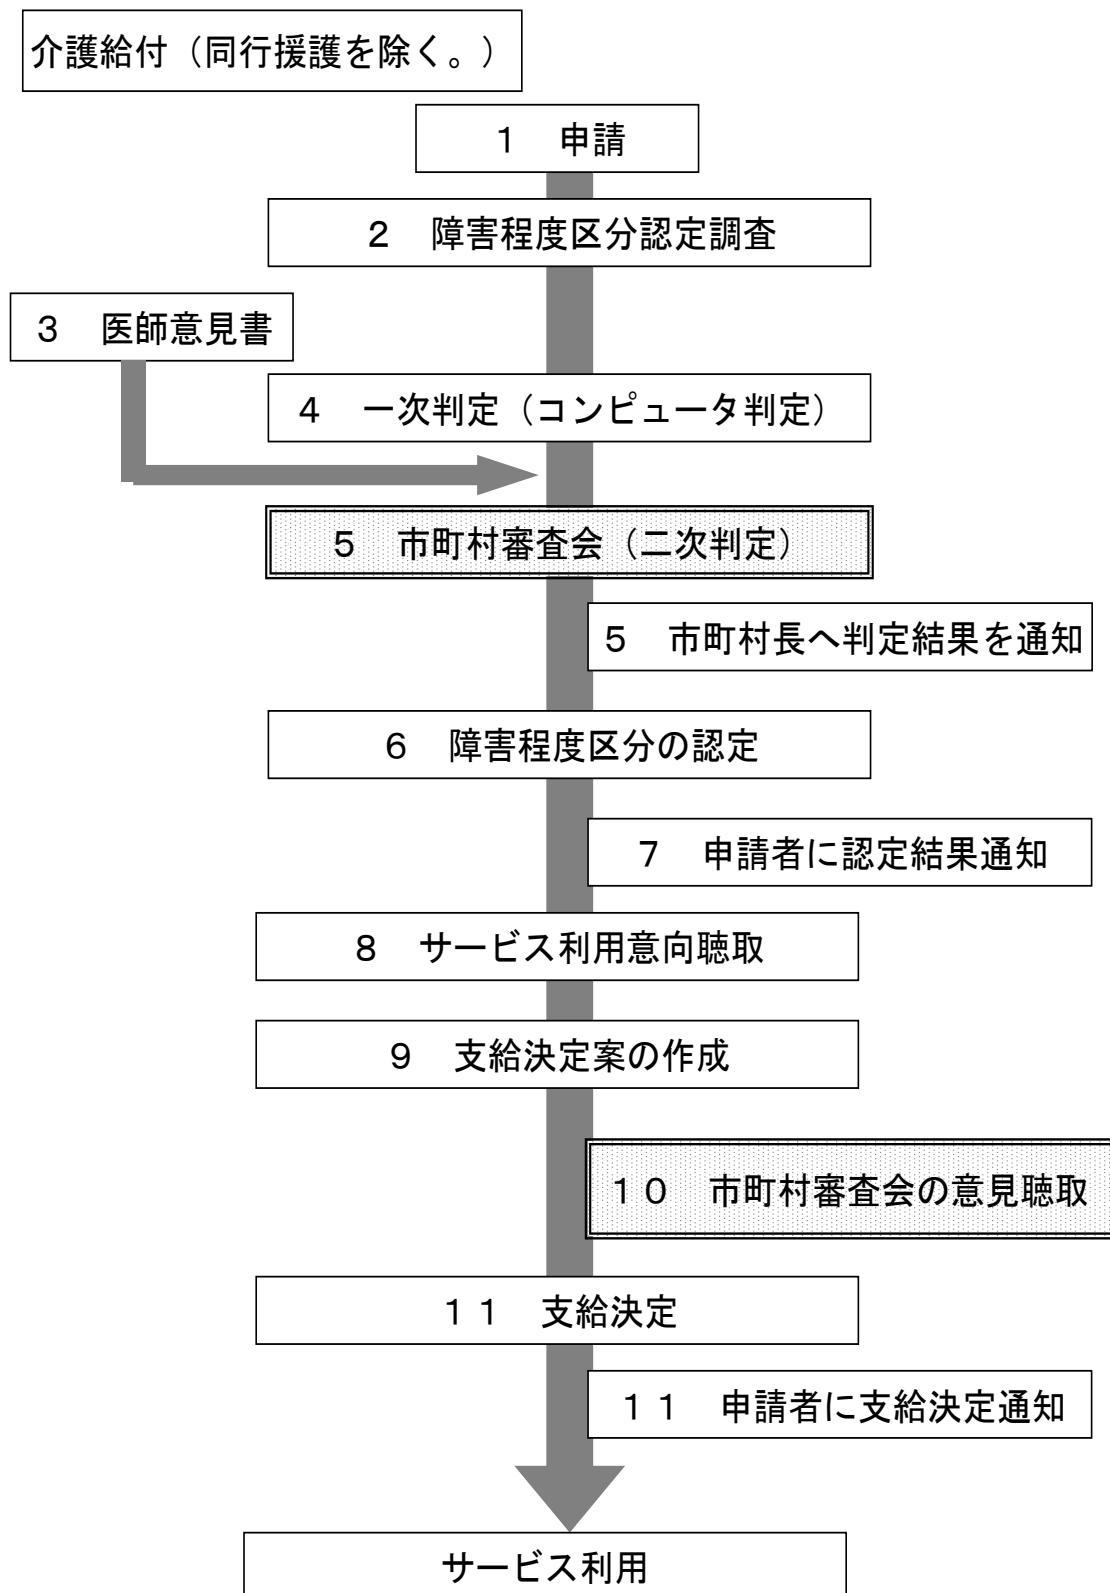 介護給付（同行援護を除く。）
１　申請
２　障害程度区分認定調査
３　医師意見書
４　一次判定（コンピュータ判定）
５　市町村審査会（二次判定）
５　市町村長へ判定結果を通知
６　障害程度区分の認定
７　申請者に認定結果通知
８　サービス利用意向聴取
９　支給決定案の作成
１０　市町村審査会の意見聴取
１１　支給決定
１１　申請者に支給決定通知
サービス利用